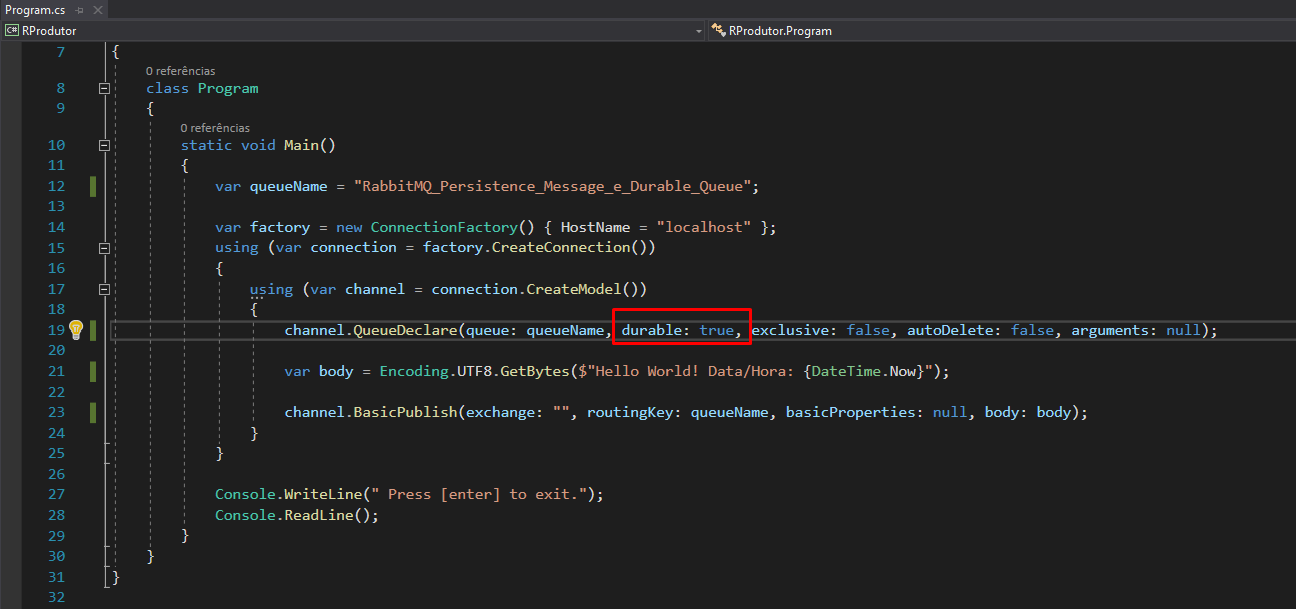 Program.cs
C# RProdutor RProdutor.Program
7 {
0 referências
8 class Program
9 {
0 referências
10 static void Main()
11 {
12 var queueName = "RabbitMQ_Persistence_Message_e_Durable_Queue";
13
14 var factory = new ConnectionFactory() { HostName = "localhost" };
15 using (var connection = factory.CreateConnection())
16 {
17 using (var channel = connection.CreateModel())
18 {
19 channel.QueueDeclare(queue: queueName, durable: true, exclusive: false, autoDelete: false, arguments: null);
20
21 var body = Encoding.UTF8.GetBytes($"Hello World! Data/Hora: {DateTime.Now}");
22
23 channel.BasicPublish(exchange: "", routingKey: queueName, basicProperties: null, body: body);
24 }
25 }
26
27 Console.WriteLine(" Press [enter] to exit.");
28 Console.ReadLine();
29 }
30 }
31 }
32